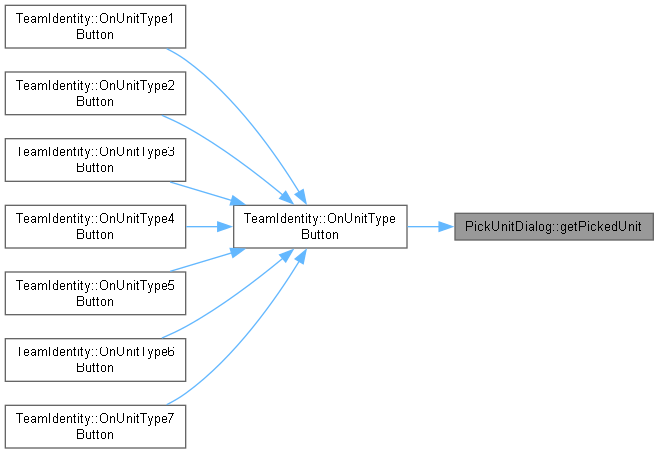 TeamIdentity::OnUnitType1
Button
TeamIdentity::OnUnitType2
Button
TeamIdentity::OnUnitType3
Button
TeamIdentity::OnUnitType4
Button
TeamIdentity::OnUnitType5
Button
TeamIdentity::OnUnitType6
Button
TeamIdentity::OnUnitType7
Button
TeamIdentity::OnUnitType
Button
PickUnitDialog::getPickedUnit